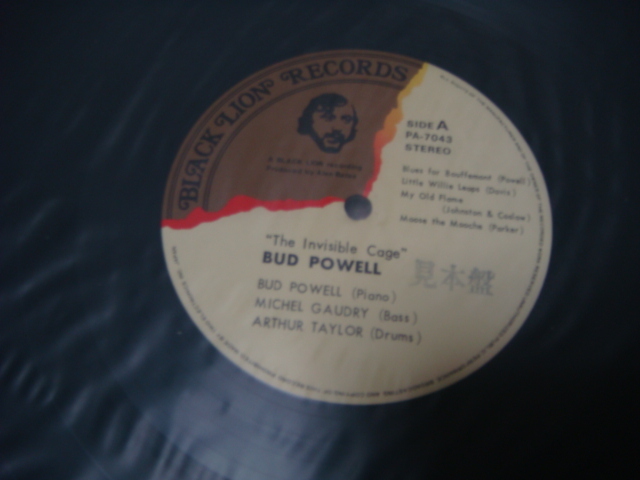 BLACK LION RECORDS
SIDE A
PA-7043
STEREO
Blues for Bouffemont (Powell)
Little Willie Leaps (Davis)
My Old Flame
(Johnston & Coslow)
Moose the Mooche (Parker)
"The Invisible Cage"
BUD POWELL
見本盤
BUD POWELL (Piano)
MICHEL GAUDRY (Bass)
ARTHUR TAYLOR (Drums)